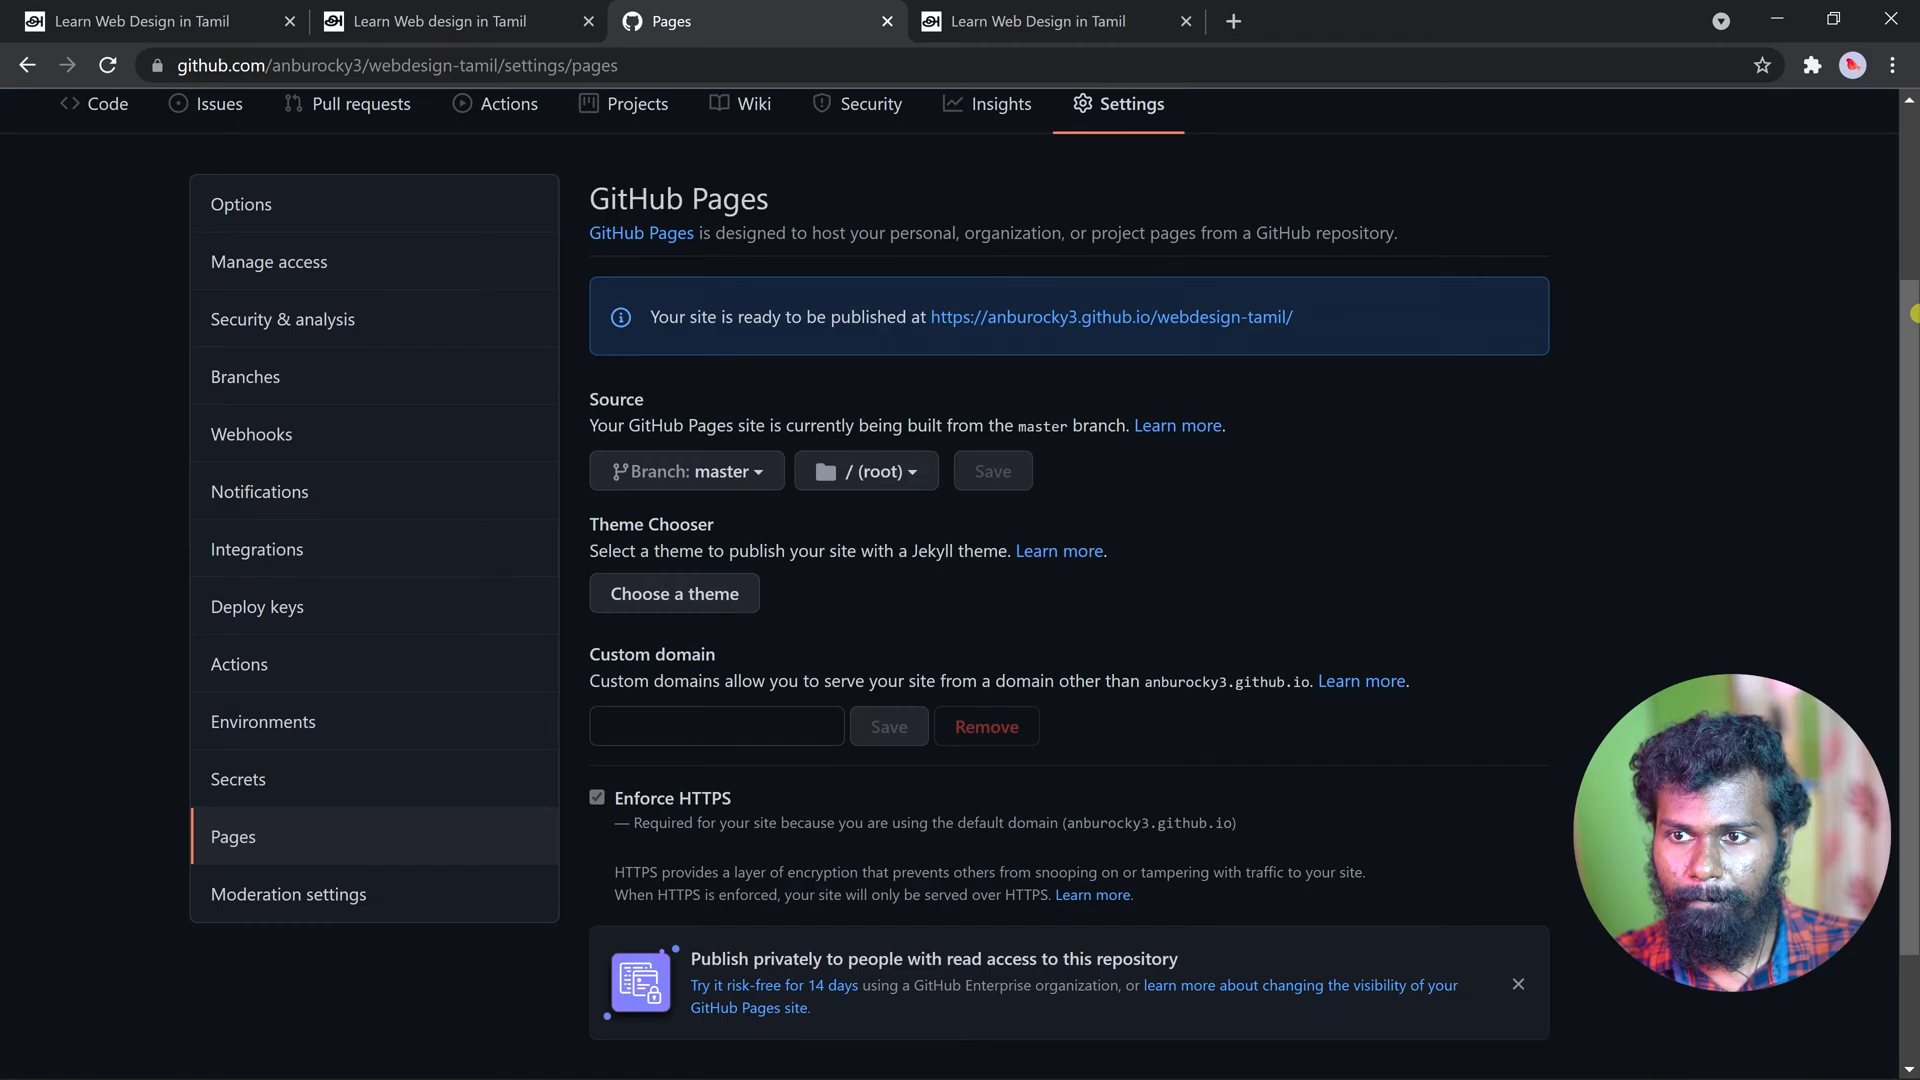 Learn Web Design in Tamil
Learn Web design in Tamil
Pages
Learn Web Design in Tamil
github.com/anburocky3/webdesign-tamil/settings/pages
Code
Issues
Pull requests
Actions
Projects
Wiki
Security
Insights
Settings
Options
Manage access
Security & analysis
Branches
Webhooks
Notifications
Integrations
Deploy keys
Actions
Environments
Secrets
Pages
Moderation settings
GitHub Pages
GitHub Pages is designed to host your personal, organization, or project pages from a GitHub repository.
Your site is ready to be published at https://anburocky3.github.io/webdesign-tamil/
Source
Your GitHub Pages site is currently being built from the master branch. Learn more.
Branch: master
/ (root)
Save
Theme Chooser
Select a theme to publish your site with a Jekyll theme. Learn more.
Choose a theme
Custom domain
Custom domains allow you to serve your site from a domain other than anburocky3.github.io. Learn more.
Save
Remove
Enforce HTTPS
— Required for your site because you are using the default domain (anburocky3.github.io)
HTTPS provides a layer of encryption that prevents others from snooping on or tampering with traffic to your site.
When HTTPS is enforced, your site will only be served over HTTPS. Learn more.
Publish privately to people with read access to this repository
Try it risk-free for 14 days using a GitHub Enterprise organization, or learn more about changing the visibility of your
GitHub Pages site.